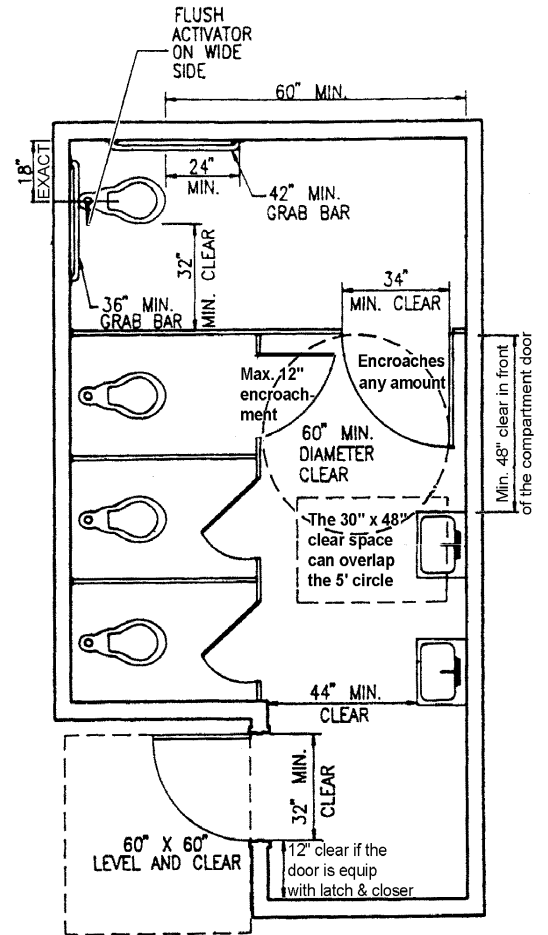 FLUSH
ACTIVATOR
ON WIDE
SIDE
60" MIN.
18"
EXACT
24"
MIN.
42" MIN.
GRAB BAR
32"
MIN. CLEAR
36" MIN.
GRAB BAR
34"
MIN. CLEAR
Max. 12"
encroach-
ment
Encroaches
any amount
60" MIN.
DIAMETER
CLEAR
Min. 48" clear in front
of the compartment door
The 30" x 48"
clear space
can overlap
the 5' circle
44" MIN.
CLEAR
32" MIN.
CLEAR
60" X 60"
LEVEL AND CLEAR
12" clear if the
door is equip
with latch & closer